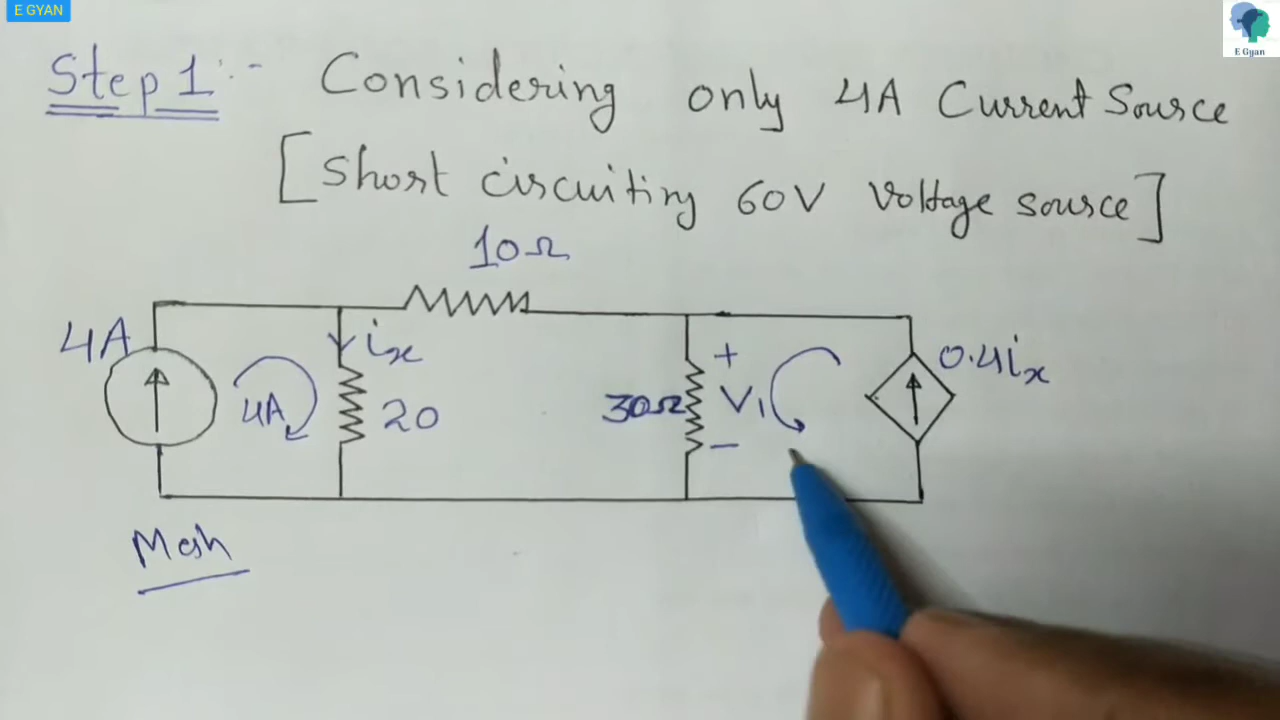 E GYAN
E Gyan
Step 1:- Considering only 4A Current Source
[Short circuiting 60V Voltage source]
10Ω
4A
ix
0.4ix
+
4A
20
30Ω
V1
-
Mesh